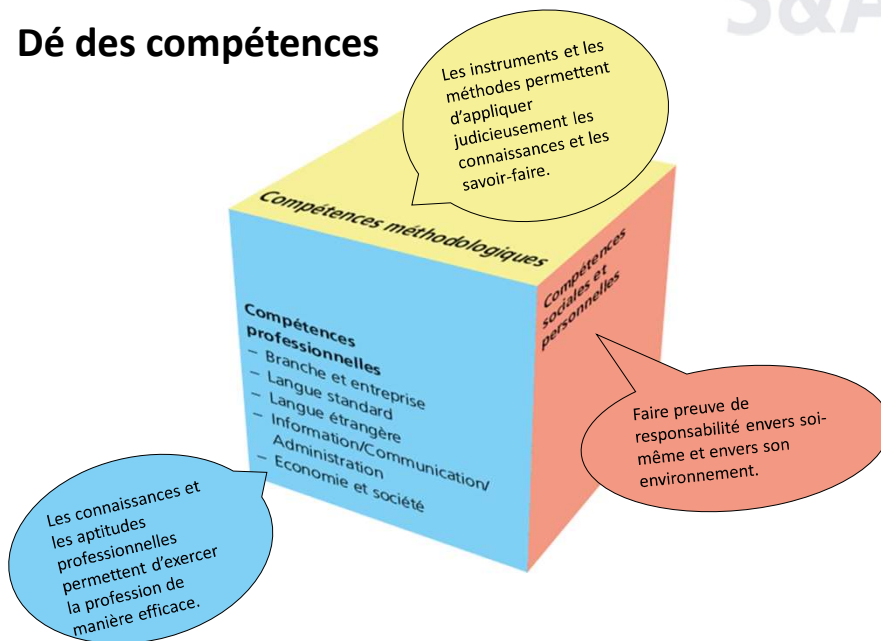 S&A
Dé des compétences
Les instruments et les
méthodes permettent
d'appliquer
judicieusement les
connaissances et les
savoir-faire.
Compétences méthodologiques
Compétences
sociales et
personnelles
Compétences
professionnelles
– Branche et entreprise
– Langue standard
– Langue étrangère
– Information/Communication/
Administration
– Economie et société
Faire preuve de
responsabilité envers soi-
même et envers son
environnement.
Les connaissances et
les aptitudes
professionnelles
permettent d'exercer
la profession de
manière efficace.